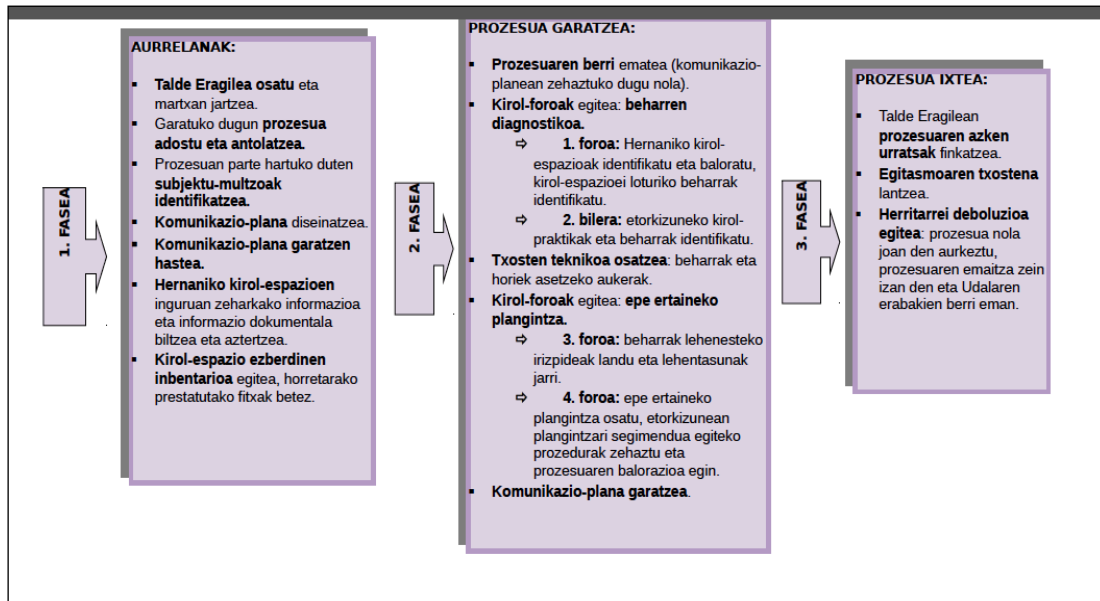 1. FASEA
AURRELANAK:
▪ Talde Eragilea osatu eta
martxan jartzea.
▪ Garatuko dugun prozesua
adostu eta antolatzea.
▪ Prozesuan parte hartuko duten
subjektu-multzoak
identifikatzea.
▪ Komunikazio-plana diseinatzea.
▪ Komunikazio-plana garatzen
hastea.
▪ Hernaniko kirol-espazioen
inguruan zeharkako informazioa
eta informazio dokumentala
biltzea eta aztertzea.
▪ Kirol-espazio ezberdinen
inbentarioa egitea, horretarako
prestatutako fitxak betez.
2. FASEA
PROZESUA GARATZEA:
▪ Prozesuaren berri ematea (komunikazio-
planean zehaztuko dugu nola).
▪ Kirol-foroak egitea: beharren
diagnostikoa.
⇨ 1. foroa: Hernaniko kirol-
espazioak identifikatu eta baloratu,
kirol-espazioei loturiko beharrak
identifikatu.
⇨ 2. bilera: etorkizuneko kirol-
praktikak eta beharrak identifikatu.
▪ Txosten teknikoa osatzea: beharrak eta
horiek asetzeko aukerak.
▪ Kirol-foroak egitea: epe ertaineko
plangintza.
⇨ 3. foroa: beharrak lehenesteko
irizpideak landu eta lehentasunak
jarri.
⇨ 4. foroa: epe ertaineko
plangintza osatu, etorkizunean
plangintzari segimendua egiteko
prozedurak zehaztu eta
prozesuaren balorazioa egin.
▪ Komunikazio-plana garatzea.
3. FASEA
PROZESUA IXTEA:
▪ Talde Eragilean
prozesuaren azken
urratsak finkatzea.
▪ Egitasmoaren txostena
lantzea.
▪ Herritarrei deboluzioa
egitea: prozesua nola
joan den aurkeztu,
prozesuaren emaitza zein
izan den eta Udalaren
erabakien berri eman.